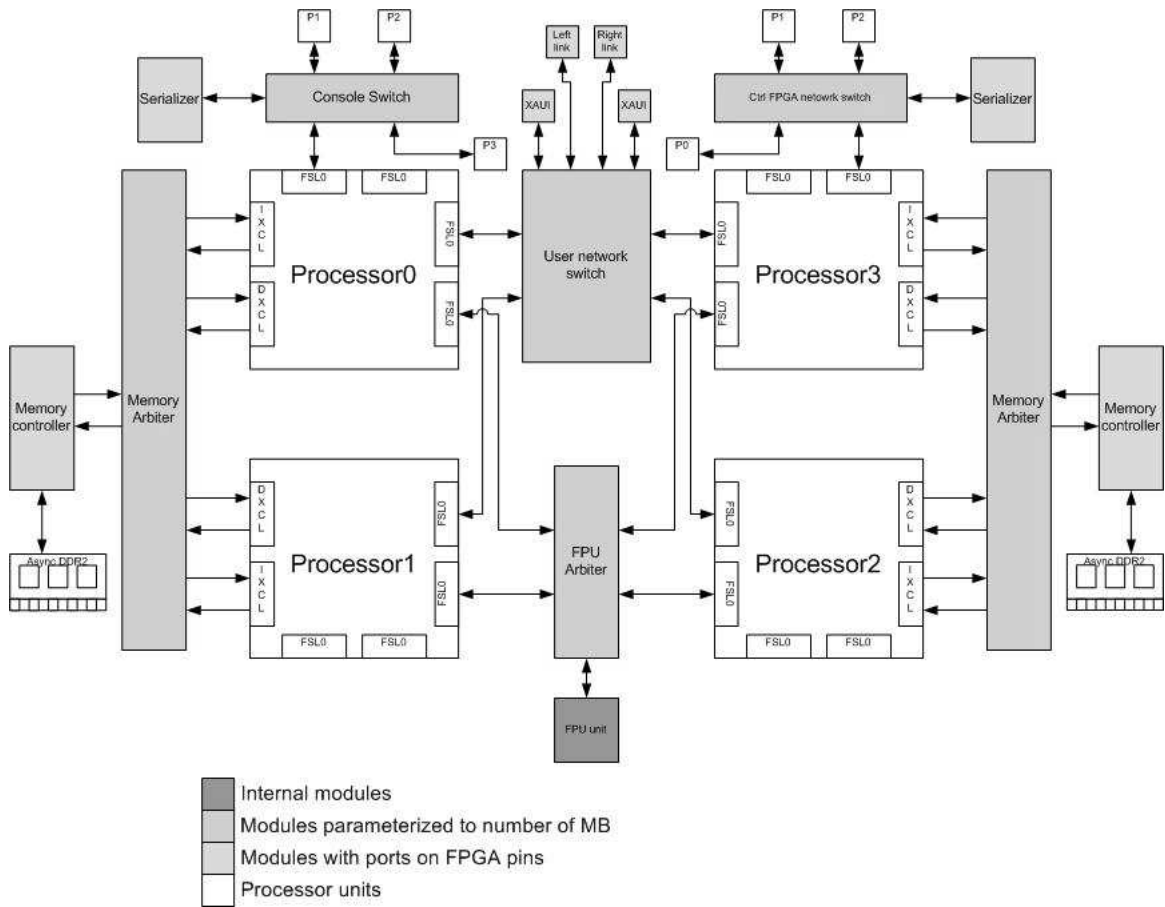 P1
P2
Left
link
Right
link
P1
P2
Serializer
Console Switch
XAUI
XAUI
Ctrl FPGA netowrk switch
Serializer
P3
P0
FSL0
FSL0
FSL0
FSL0
I
X
C
L
FSL0
FSL0
I
X
C
L
Processor0
User network
switch
Processor3
D
X
C
L
FSL0
FSL0
D
X
C
L
Memory
controller
Memory
Arbiter
Memory
Arbiter
Memory
controller
D
X
C
L
FSL0
FSL0
D
X
C
L
Async DDR2
Processor1
FPU
Arbiter
Processor2
Async DDR2
I
X
C
L
FSL0
FSL0
I
X
C
L
FSL0
FSL0
FSL0
FSL0
FPU unit
Internal modules
Modules parameterized to number of MB
Modules with ports on FPGA pins
Processor units